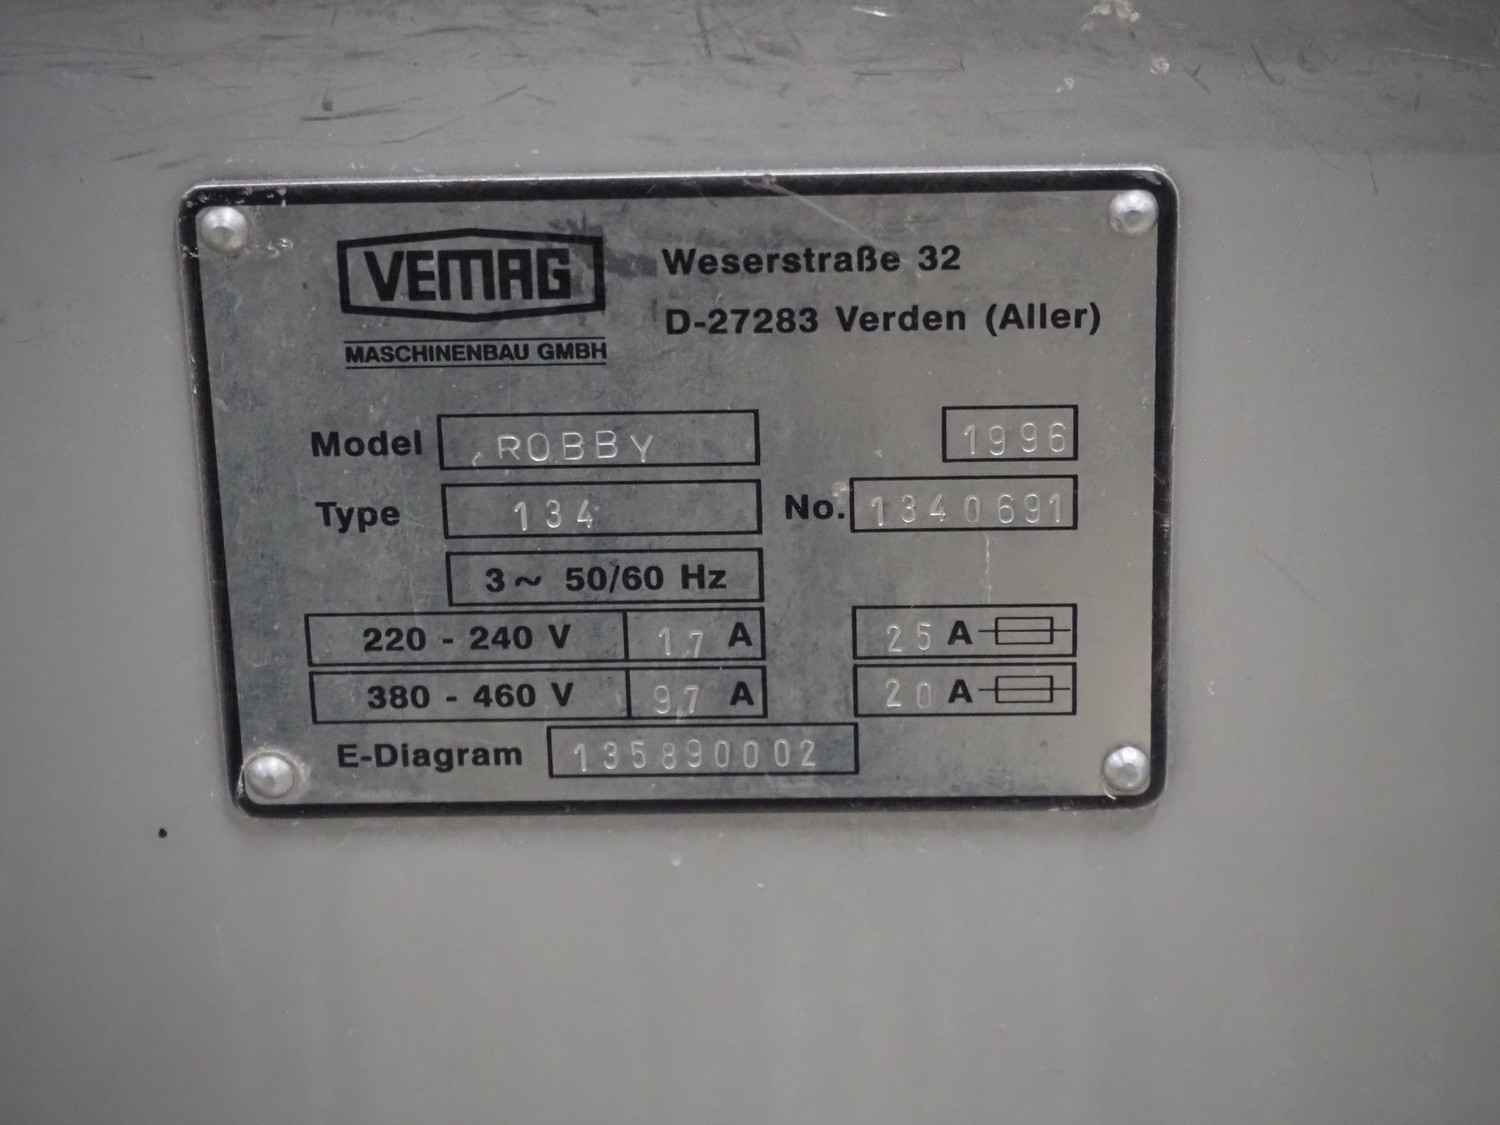 VEMAG
MASCHINENBAU GMBH
Weserstraße 32
D-27283 Verden (Aller)
Model ROBBY 1996
Type 134 No. 1340691
3~ 50/60 Hz
220 - 240 V 17 A 25 A
380 - 460 V 9,7 A 20 A
E-Diagram 135890002